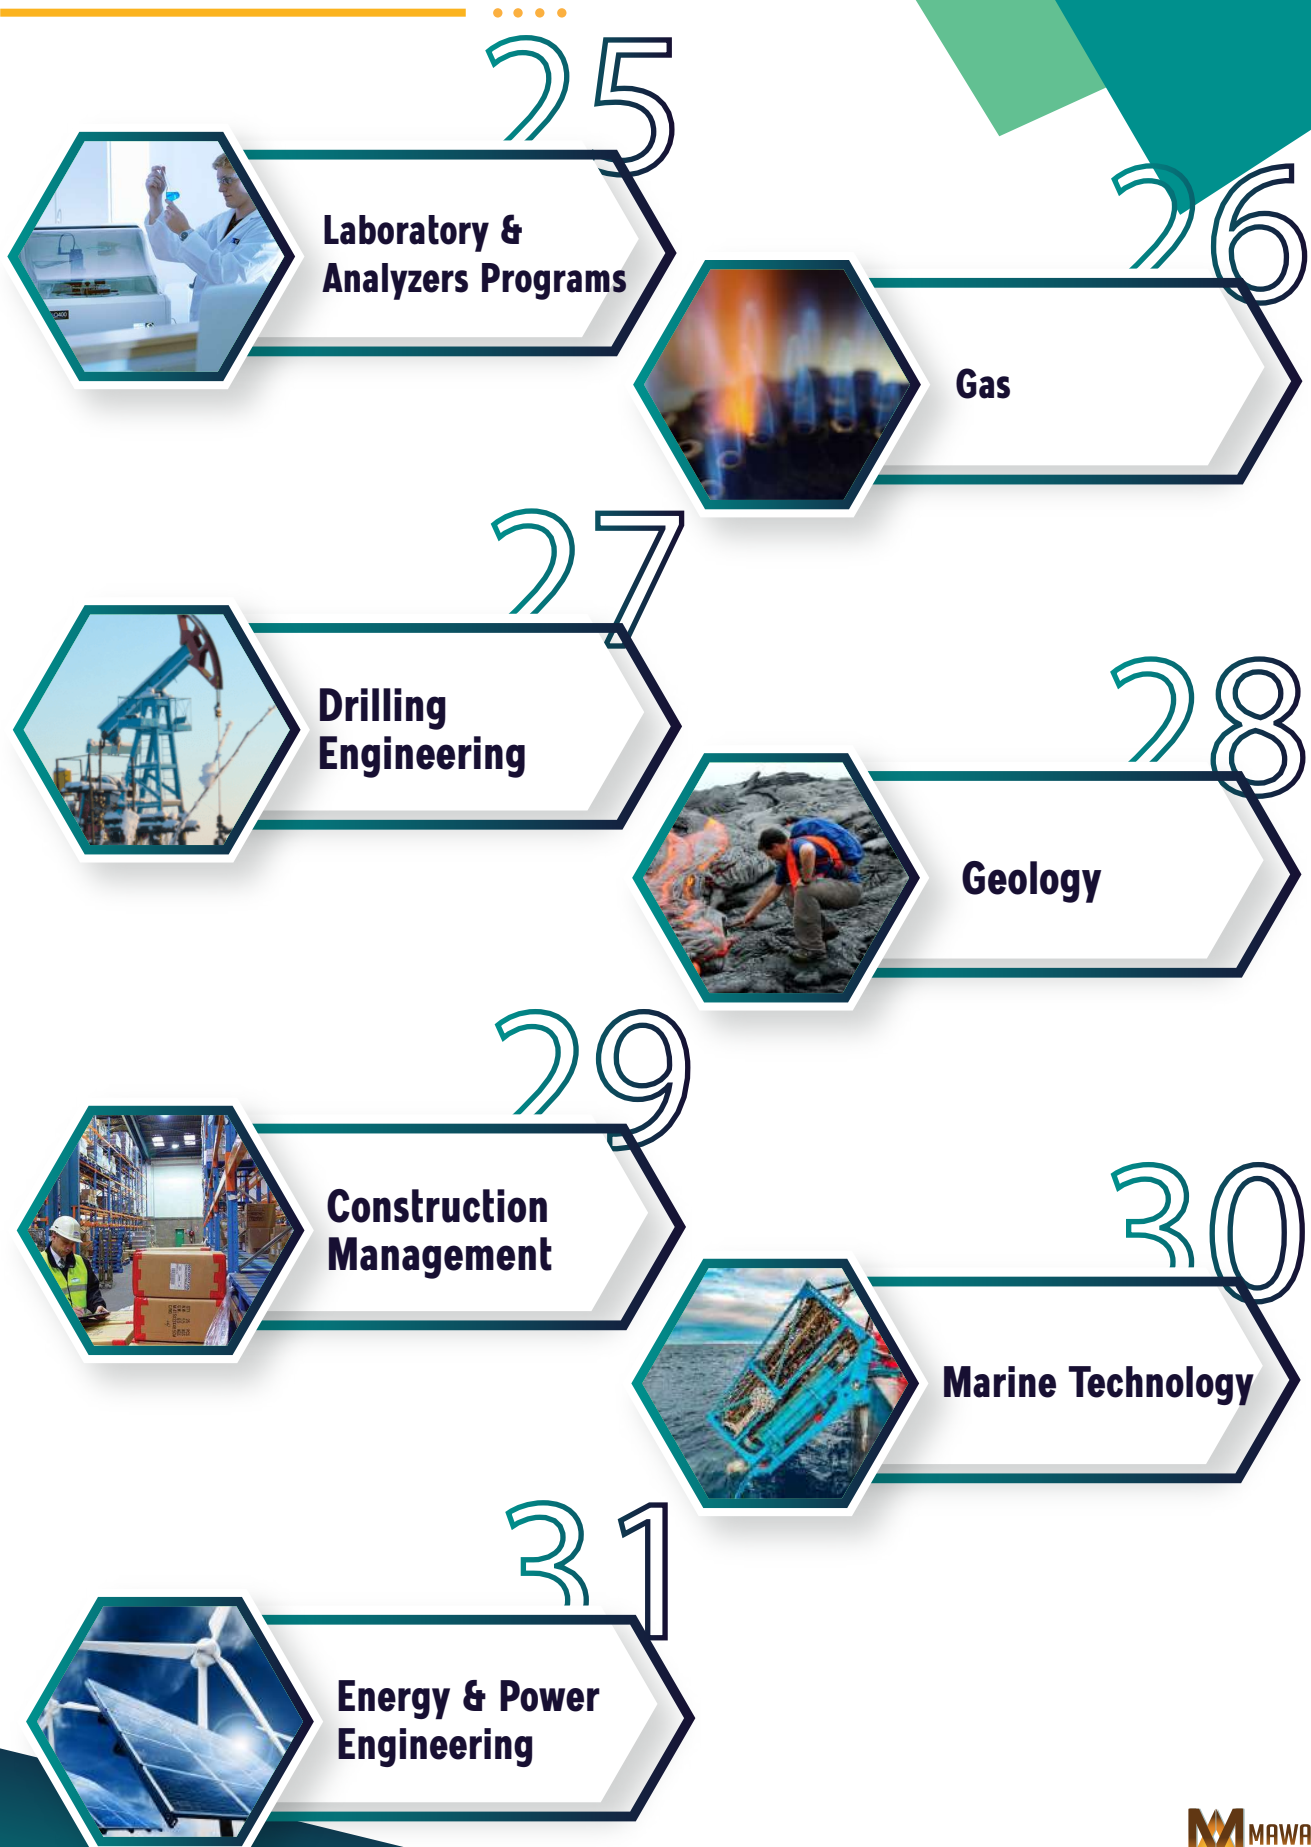 25
Laboratory &
Analyzers Programs
26
Gas
27
Drilling
Engineering
28
Geology
29
Construction
Management
30
Marine Technology
31
Energy & Power
Engineering
MAWA